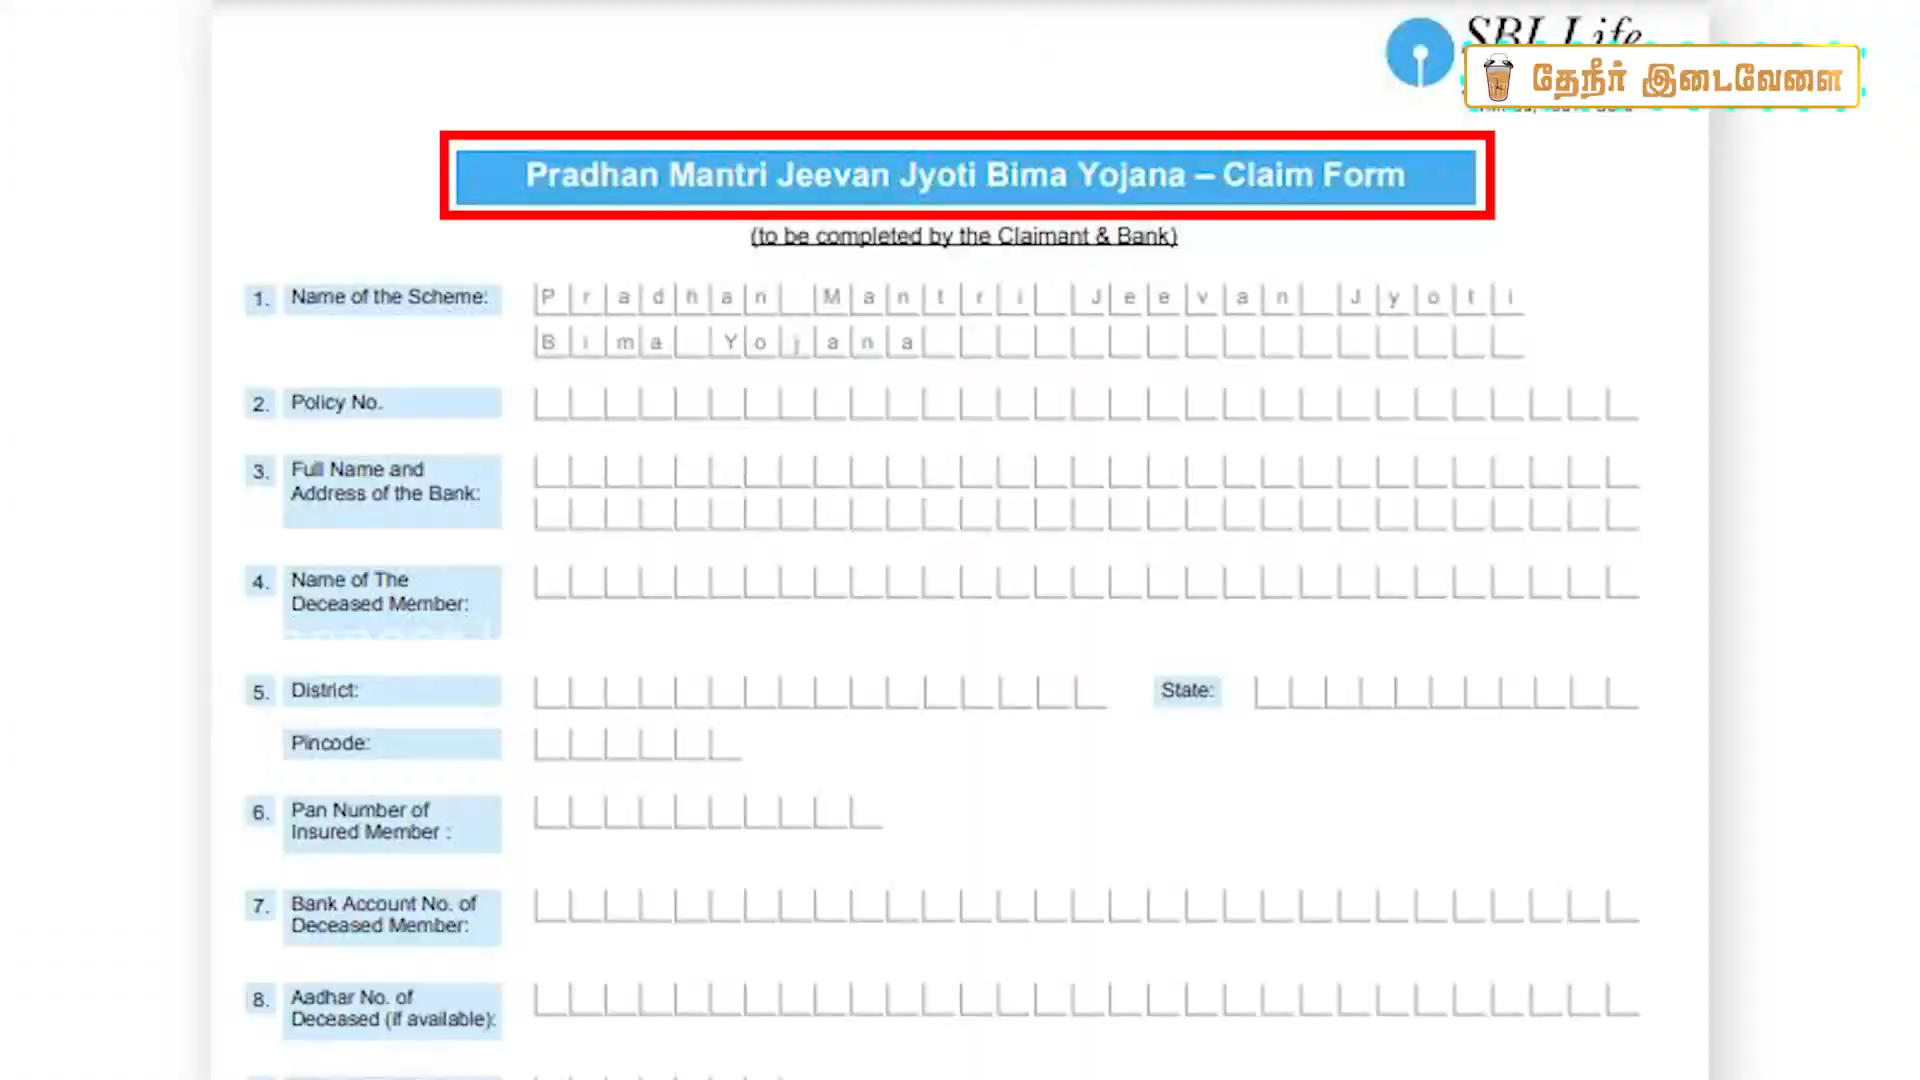 SBI Life
தேநீர் இடைவேளை
Pradhan Mantri Jeevan Jyoti Bima Yojana – Claim Form
(to be completed by the Claimant & Bank)
1. Name of the Scheme: Pradhan Mantri Jeevan Jyoti
Bima Yojana
2. Policy No.
3. Full Name and
Address of the Bank:
4. Name of The
Deceased Member:
5. District: State:
Pincode:
6. Pan Number of
Insured Member :
7. Bank Account No. of
Deceased Member:
8. Aadhar No. of
Deceased (if available):